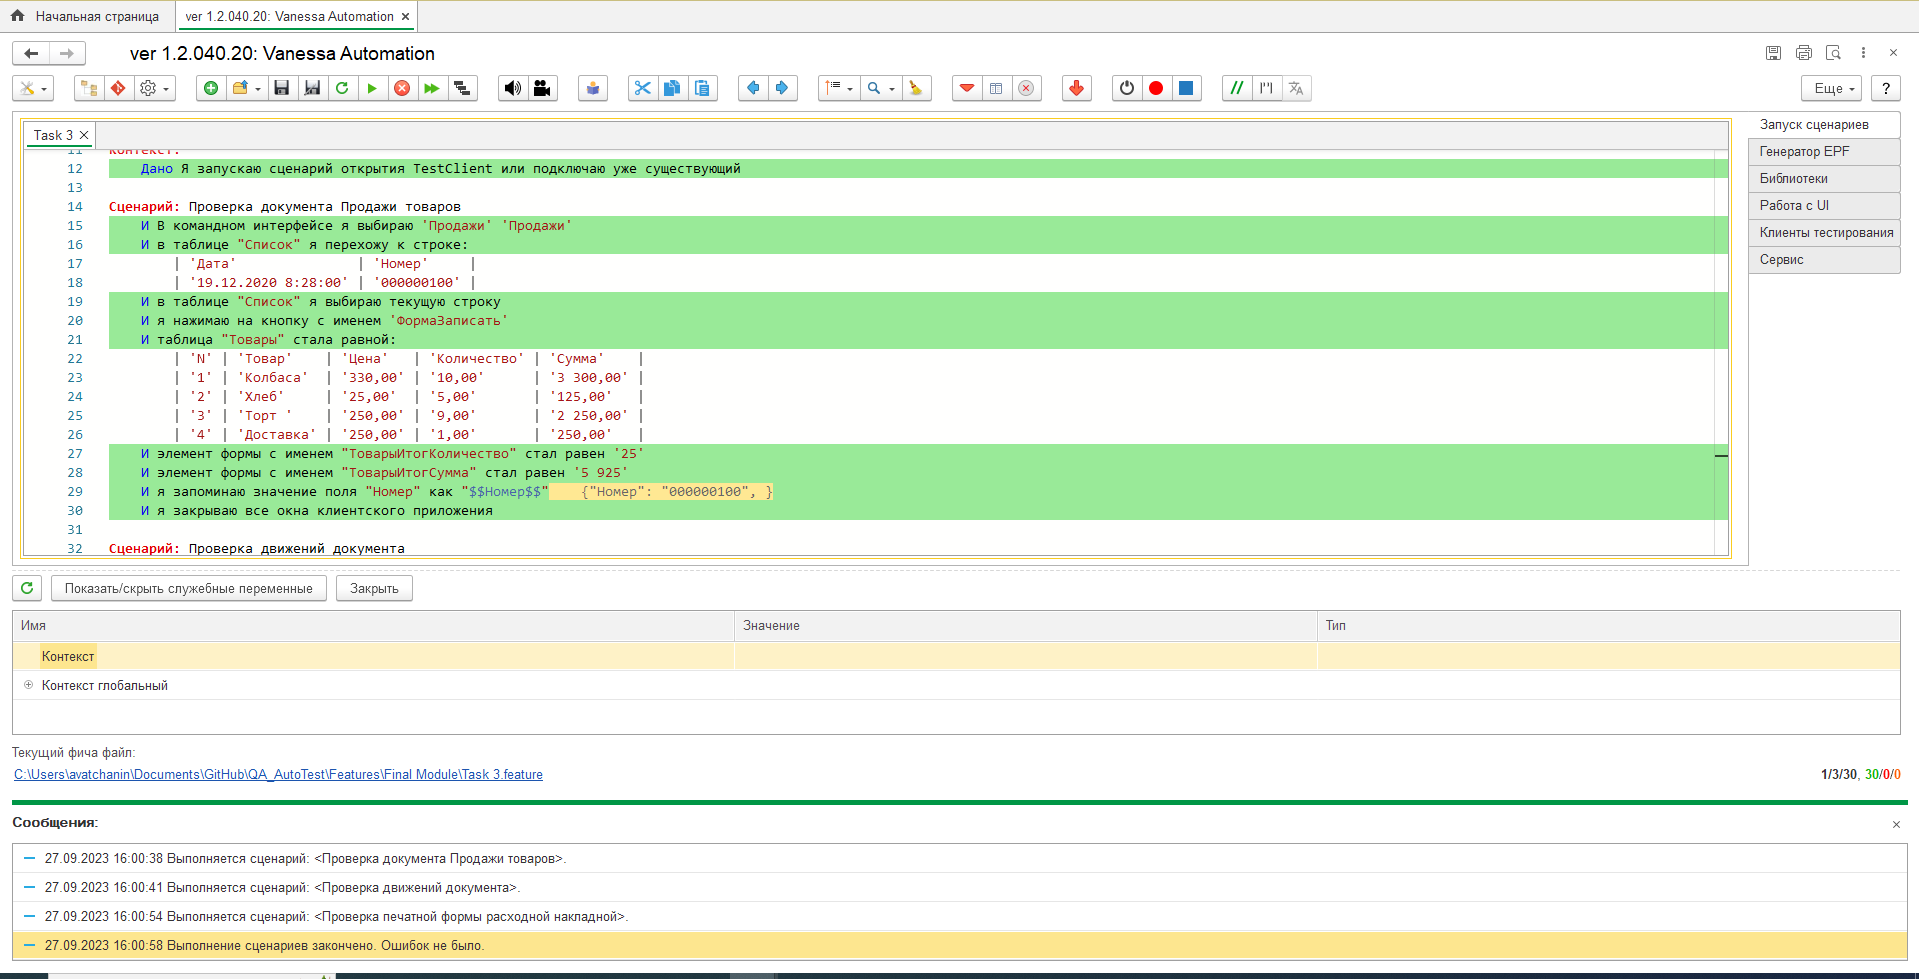 Начальная страница
ver 1.2.040.20: Vanessa Automation
ver 1.2.040.20: Vanessa Automation
Еще
?
Task 3
11 Контекст:
12 Дано Я запускаю сценарий открытия TestClient или подключаю уже существующий
13
14 Сценарий: Проверка документа Продажи товаров
15 И В командном интерфейсе я выбираю 'Продажи' 'Продажи'
16 И в таблице "Список" я перехожу к строке:
17 | 'Дата' | 'Номер' |
18 | '19.12.2020 8:28:00' | '000000100' |
19 И в таблице "Список" я выбираю текущую строку
20 И я нажимаю на кнопку с именем 'ФормаЗаписать'
21 И таблица "Товары" стала равной:
22 | 'N' | 'Товар' | 'Цена' | 'Количество' | 'Сумма' |
23 | '1' | 'Колбаса' | '330,00' | '10,00' | '3 300,00' |
24 | '2' | 'Хлеб' | '25,00' | '5,00' | '125,00' |
25 | '3' | 'Торт ' | '250,00' | '9,00' | '2 250,00' |
26 | '4' | 'Доставка' | '250,00' | '1,00' | '250,00' |
27 И элемент формы с именем "ТоварыИтогКоличество" стал равен '25'
28 И элемент формы с именем "ТоварыИтогСумма" стал равен '5 925'
29 И я запоминаю значение поля "Номер" как "$$Номер$$" {"Номер": "000000100", }
30 И я закрываю все окна клиентского приложения
31
32 Сценарий: Проверка движений документа
Запуск сценариев
Генератор EPF
Библиотеки
Работа с UI
Клиенты тестирования
Сервис
Показать/скрыть служебные переменные
Закрыть
Имя
Значение
Тип
Контекст
Контекст глобальный
Текущий фича файл:
C:\Users\avatchanin\Documents\GitHub\QA_AutoTest\Features\Final Module\Task 3.feature
1/3/30, 30/0/0
Сообщения:
27.09.2023 16:00:38 Выполняется сценарий: <Проверка документа Продажи товаров>.
27.09.2023 16:00:41 Выполняется сценарий: <Проверка движений документа>.
27.09.2023 16:00:54 Выполняется сценарий: <Проверка печатной формы расходной накладной>.
27.09.2023 16:00:58 Выполнение сценариев закончено. Ошибок не было.